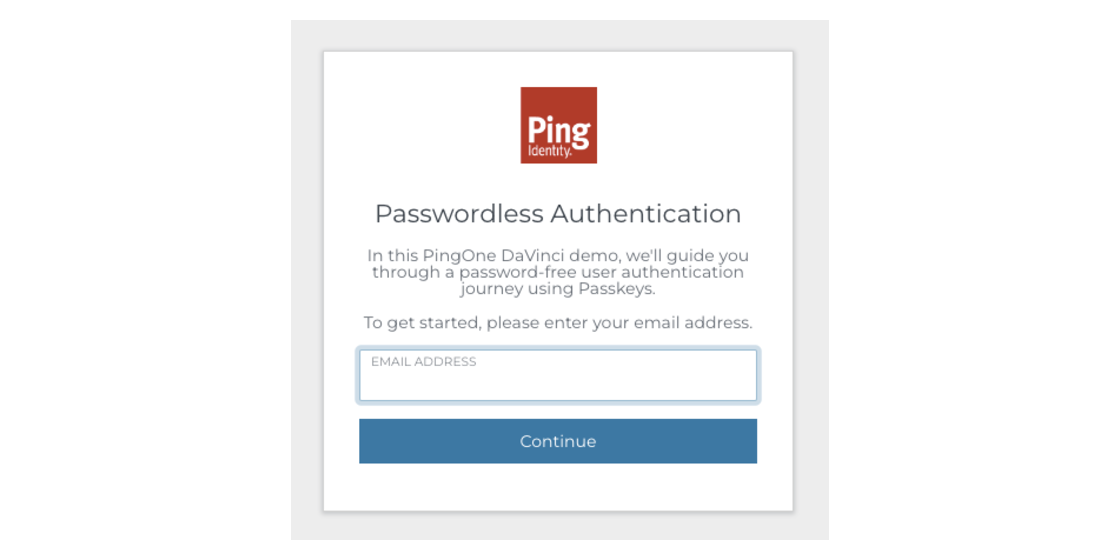 Ping
Identity.
Passwordless Authentication
In this PingOne DaVinci demo, we'll guide you
through a password-free user authentication
journey using Passkeys.
To get started, please enter your email address.
EMAIL ADDRESS
Continue